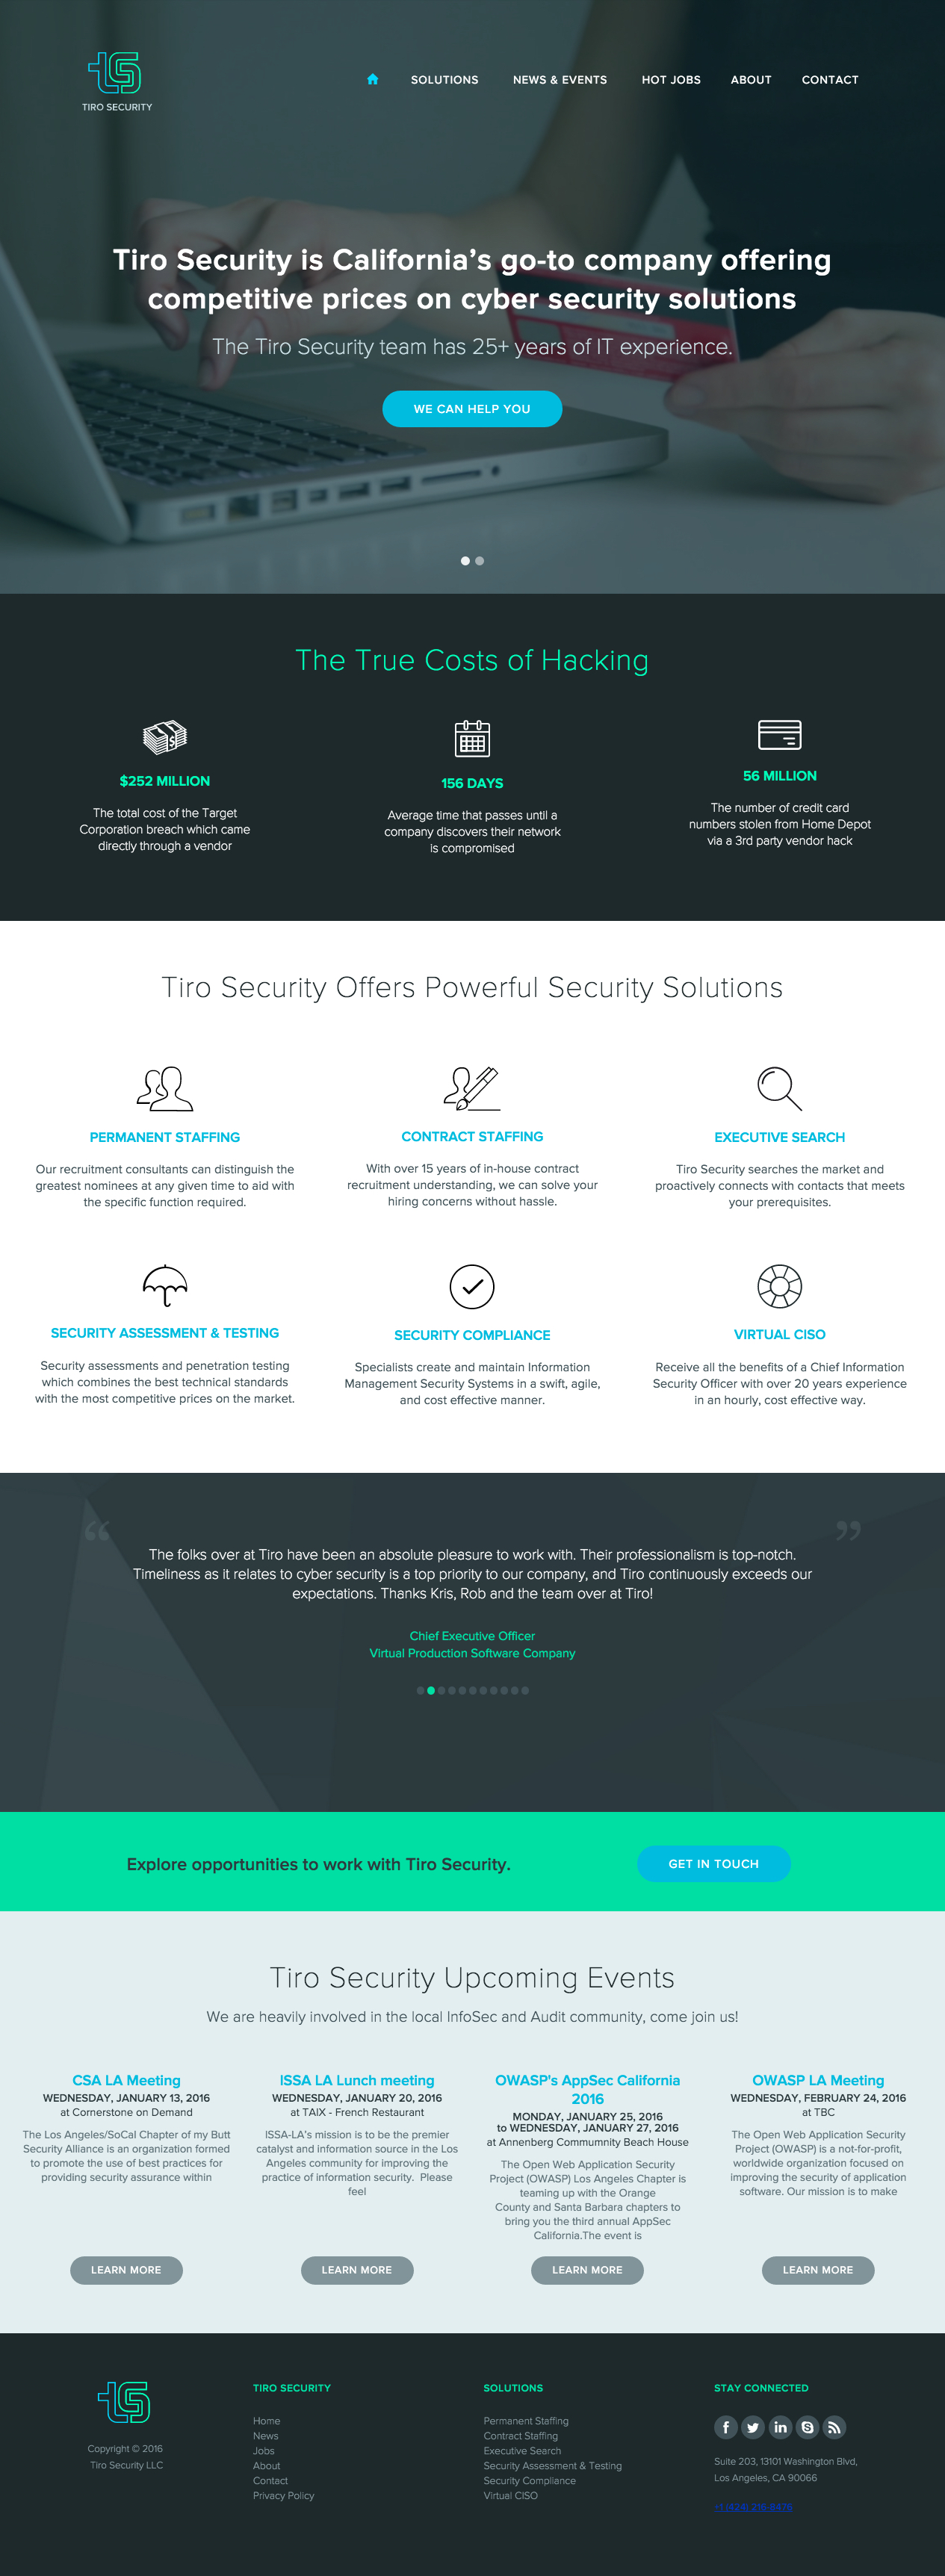 TIRO SECURITY
SOLUTIONS
NEWS & EVENTS
HOT JOBS
ABOUT
CONTACT
Tiro Security is California's go-to company offering
competitive prices on cyber security solutions
The Tiro Security team has 25+ years of IT experience.
WE CAN HELP YOU
The True Costs of Hacking
$252 MILLION
The total cost of the Target
Corporation breach which came
directly through a vendor
156 DAYS
Average time that passes until a
company discovers their network
is compromised
56 MILLION
The number of credit card
numbers stolen from Home Depot
via a 3rd party vendor hack
Tiro Security Offers Powerful Security Solutions
PERMANENT STAFFING
Our recruitment consultants can distinguish the
greatest nominees at any given time to aid with
the specific function required.
CONTRACT STAFFING
With over 15 years of in-house contract
recruitment understanding, we can solve your
hiring concerns without hassle.
EXECUTIVE SEARCH
Tiro Security searches the market and
proactively connects with contacts that meets
your prerequisites.
SECURITY ASSESSMENT & TESTING
Security assessments and penetration testing
which combines the best technical standards
with the most competitive prices on the market.
SECURITY COMPLIANCE
Specialists create and maintain Information
Management Security Systems in a swift, agile,
and cost effective manner.
VIRTUAL CISO
Receive all the benefits of a Chief Information
Security Officer with over 20 years experience
in an hourly, cost effective way.
“ ”
The folks over at Tiro have been an absolute pleasure to work with. Their professionalism is top-notch.
Timeliness as it relates to cyber security is a top priority to our company, and Tiro continuously exceeds our
expectations. Thanks Kris, Rob and the team over at Tiro!
Chief Executive Officer
Virtual Production Software Company
Explore opportunities to work with Tiro Security.
GET IN TOUCH
Tiro Security Upcoming Events
We are heavily involved in the local InfoSec and Audit community, come join us!
CSA LA Meeting
WEDNESDAY, JANUARY 13, 2016
at Cornerstone on Demand
The Los Angeles/SoCal Chapter of my Butt
Security Alliance is an organization formed
to promote the use of best practices for
providing security assurance within
LEARN MORE
ISSA LA Lunch meeting
WEDNESDAY, JANUARY 20, 2016
at TAIX - French Restaurant
ISSA-LA's mission is to be the premier
catalyst and information source in the Los
Angeles community for improving the
practice of information security.  Please
feel
LEARN MORE
OWASP's AppSec California
2016
MONDAY, JANUARY 25, 2016
to WEDNESDAY, JANUARY 27, 2016
at Annenberg Commumnity Beach House
The Open Web Application Security
Project (OWASP) Los Angeles Chapter is
teaming up with the Orange
County and Santa Barbara chapters to
bring you the third annual AppSec
California.The event is
LEARN MORE
OWASP LA Meeting
WEDNESDAY, FEBRUARY 24, 2016
at TBC
The Open Web Application Security
Project (OWASP) is a not-for-profit,
worldwide organization focused on
improving the security of application
software. Our mission is to make
LEARN MORE
Copyright © 2016
Tiro Security LLC
TIRO SECURITY
Home
News
Jobs
About
Contact
Privacy Policy
SOLUTIONS
Permanent Staffing
Contract Staffing
Executive Search
Security Assessment & Testing
Security Compliance
Virtual CISO
STAY CONNECTED
Suite 203, 13101 Washington Blvd,
Los Angeles, CA 90066
+1 (424) 216-8476